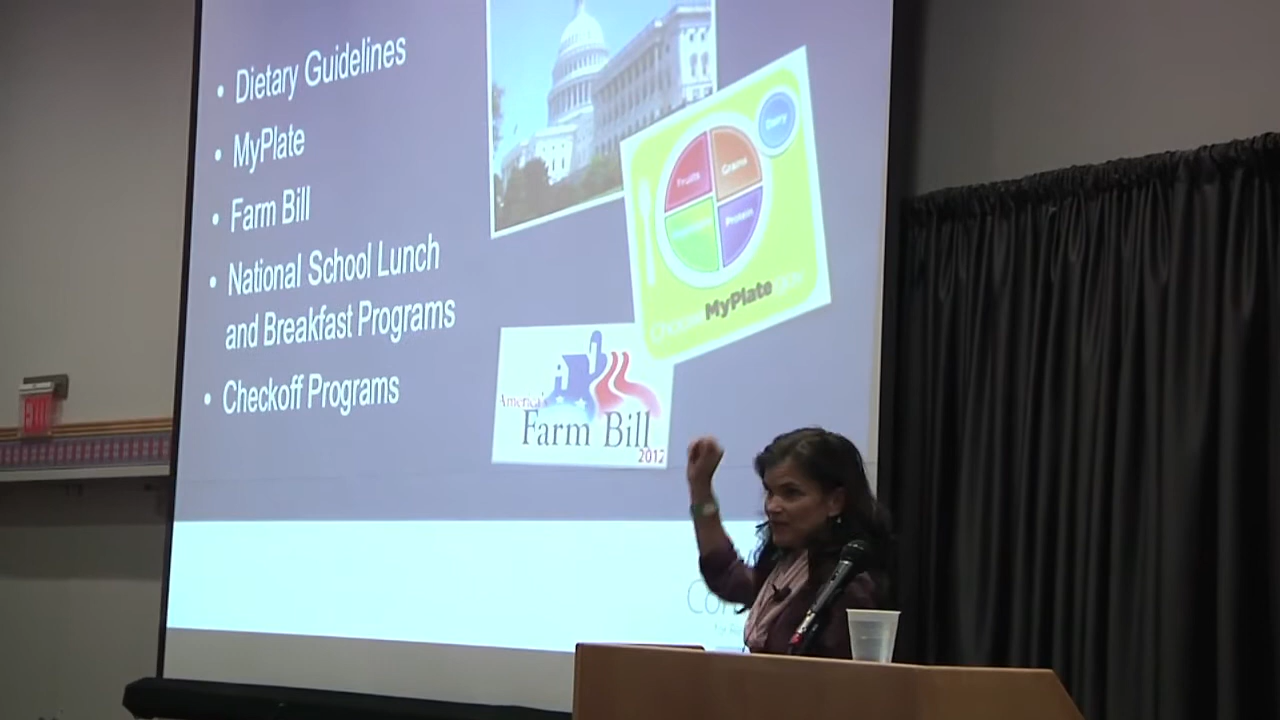 • Dietary Guidelines
• MyPlate
• Farm Bill
• National School Lunch
and Breakfast Programs
• Checkoff Programs
Dairy
Fruits
Grains
Protein
Choose MyPlate
America's
Farm Bill
2012